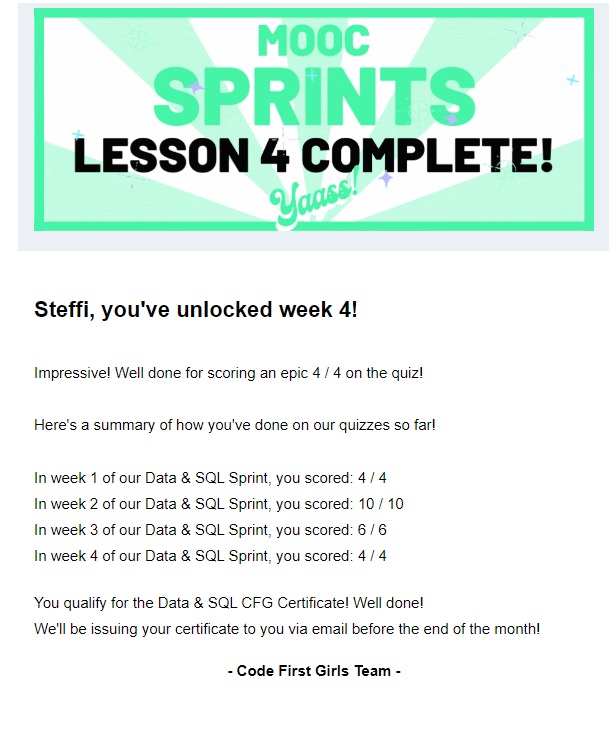 MOOC
SPRINTS
LESSON 4 COMPLETE!
Yaass!
Steffi, you've unlocked week 4!
Impressive! Well done for scoring an epic 4 / 4 on the quiz!
Here's a summary of how you've done on our quizzes so far!
In week 1 of our Data & SQL Sprint, you scored: 4 / 4
In week 2 of our Data & SQL Sprint, you scored: 10 / 10
In week 3 of our Data & SQL Sprint, you scored: 6 / 6
In week 4 of our Data & SQL Sprint, you scored: 4 / 4
You qualify for the Data & SQL CFG Certificate! Well done!
We'll be issuing your certificate to you via email before the end of the month!
- Code First Girls Team -